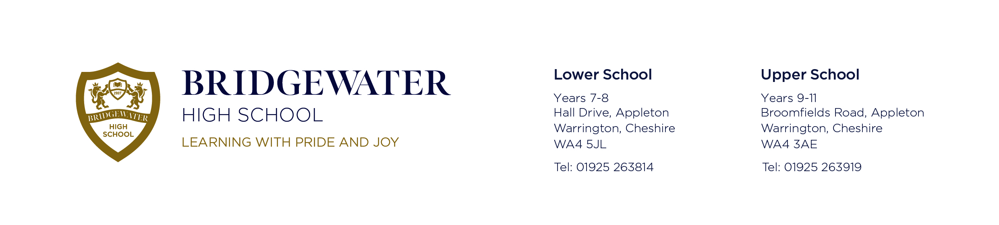 1987
BRIDGEWATER
HIGH
SCHOOL
BRIDGEWATER
HIGH SCHOOL
LEARNING WITH PRIDE AND JOY
Lower School
Years 7-8
Hall Drive, Appleton
Warrington, Cheshire
WA4 5JL
Tel: 01925 263814
Upper School
Years 9-11
Broomfields Road, Appleton
Warrington, Cheshire
WA4 3AE
Tel: 01925 263919